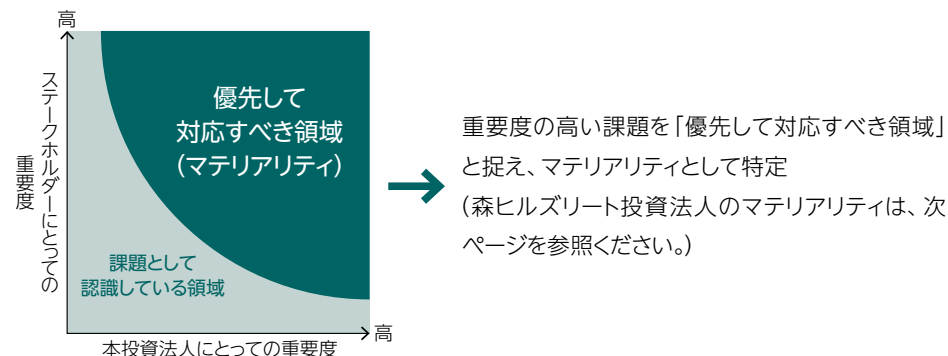 高
ステークホルダーにとっての
重要度
優先して
対応すべき領域
(マテリアリティ)
課題として
認識している領域
高
本投資法人にとっての重要度
重要度の高い課題を「優先して対応すべき領域」
と捉え、マテリアリティとして特定
(森ヒルズリート投資法人のマテリアリティは、次
ページを参照ください。)